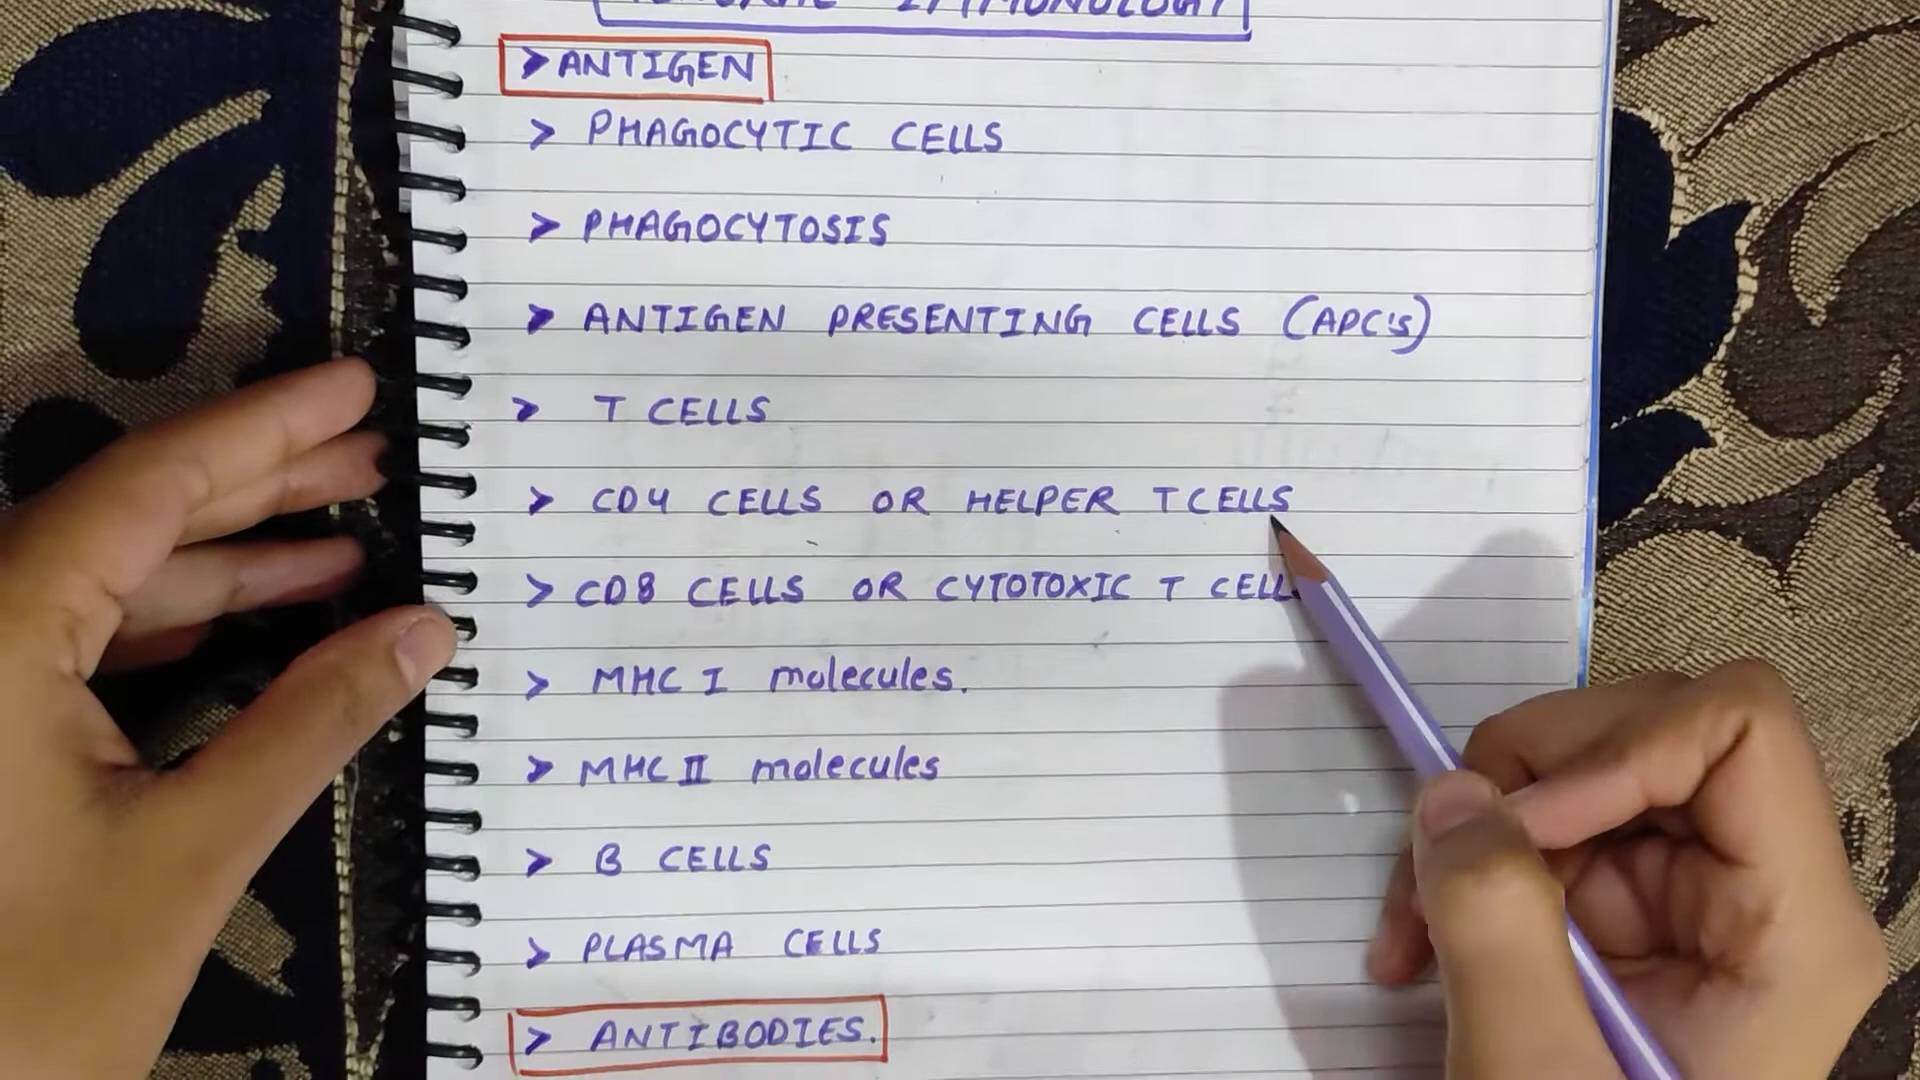 IMMUNOLOGY
> ANTIGEN
> PHAGOCYTIC CELLS
> PHAGOCYTOSIS
> ANTIGEN PRESENTING CELLS (APC's)
> T CELLS
> CD4 CELLS OR HELPER T CELLS
> CD8 CELLS OR CYTOTOXIC T CELL
> MHC I molecules.
> MHC II molecules
> B CELLS
> PLASMA CELLS
> ANTIBODIES.